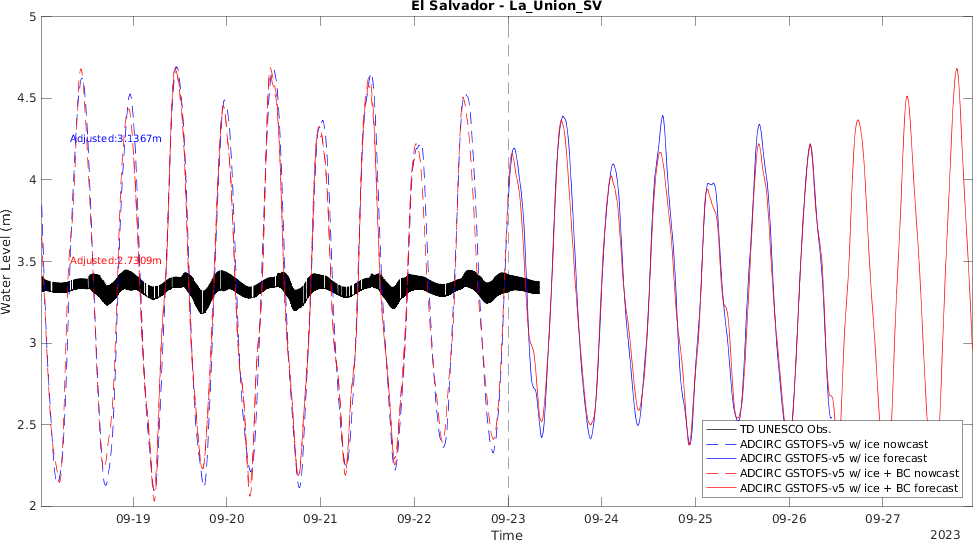 El Salvador - La_Union_SV
5
4.5
4
3.5
3
2.5
2
Water Level (m)
Adjusted:3.1367m
Adjusted:2.7309m
TD UNESCO Obs.
ADCIRC GSTOFS-v5 w/ ice nowcast
ADCIRC GSTOFS-v5 w/ ice forecast
ADCIRC GSTOFS-v5 w/ ice + BC nowcast
ADCIRC GSTOFS-v5 w/ ice + BC forecast
09-19 09-20 09-21 09-22 09-23 09-24 09-25 09-26 09-27
Time
2023